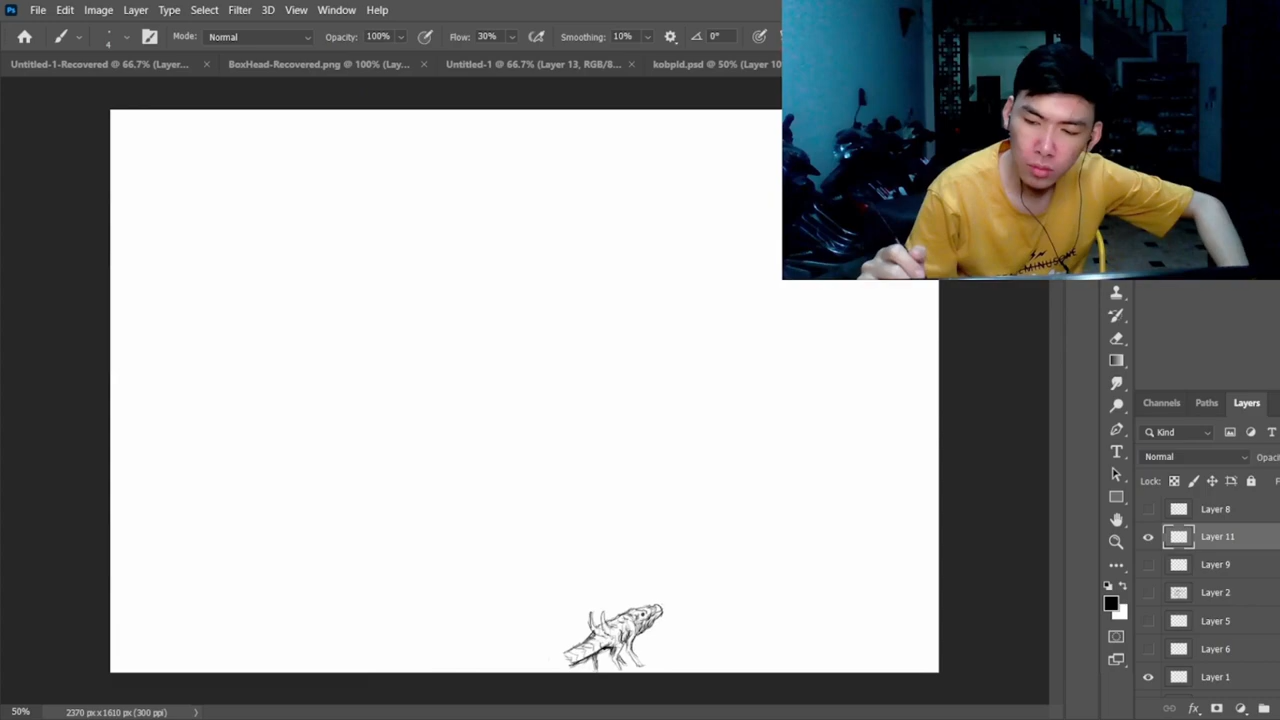 Ps File Edit Image Layer Type Select Filter 3D View Window Help
Mode: Normal Opacity: 100% Flow: 30% Smoothing: 10% 0°
Untitled-1-Recovered @ 66.7% (Layer... × BoxHead-Recovered.png @ 100% (Lay... × Untitled-1 @ 66.7% (Layer 13, RGB/8... × kobpld.psd @ 50% (Layer 1
Channels Paths Layers
Kind
Normal Opaci
Lock:
Layer 8
Layer 11
Layer 9
Layer 2
Layer 5
Layer 6
Layer 1
50% 2370 px x 1610 px (300 ppi)